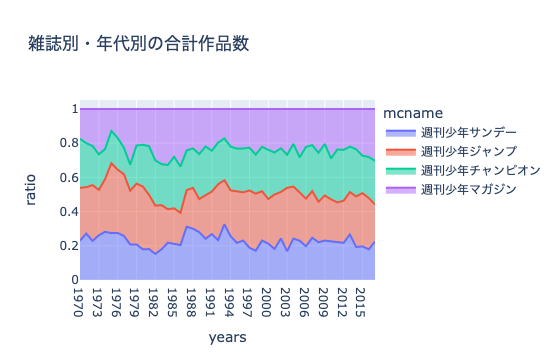 雑誌別・年代別の合計作品数
mcname
週刊少年サンデー
週刊少年ジャンプ
週刊少年チャンピオン
週刊少年マガジン
ratio
1
0.8
0.6
0.4
0.2
0
1970
1973
1976
1979
1982
1985
1988
1991
1994
1997
2000
2003
2006
2009
2012
2015
years